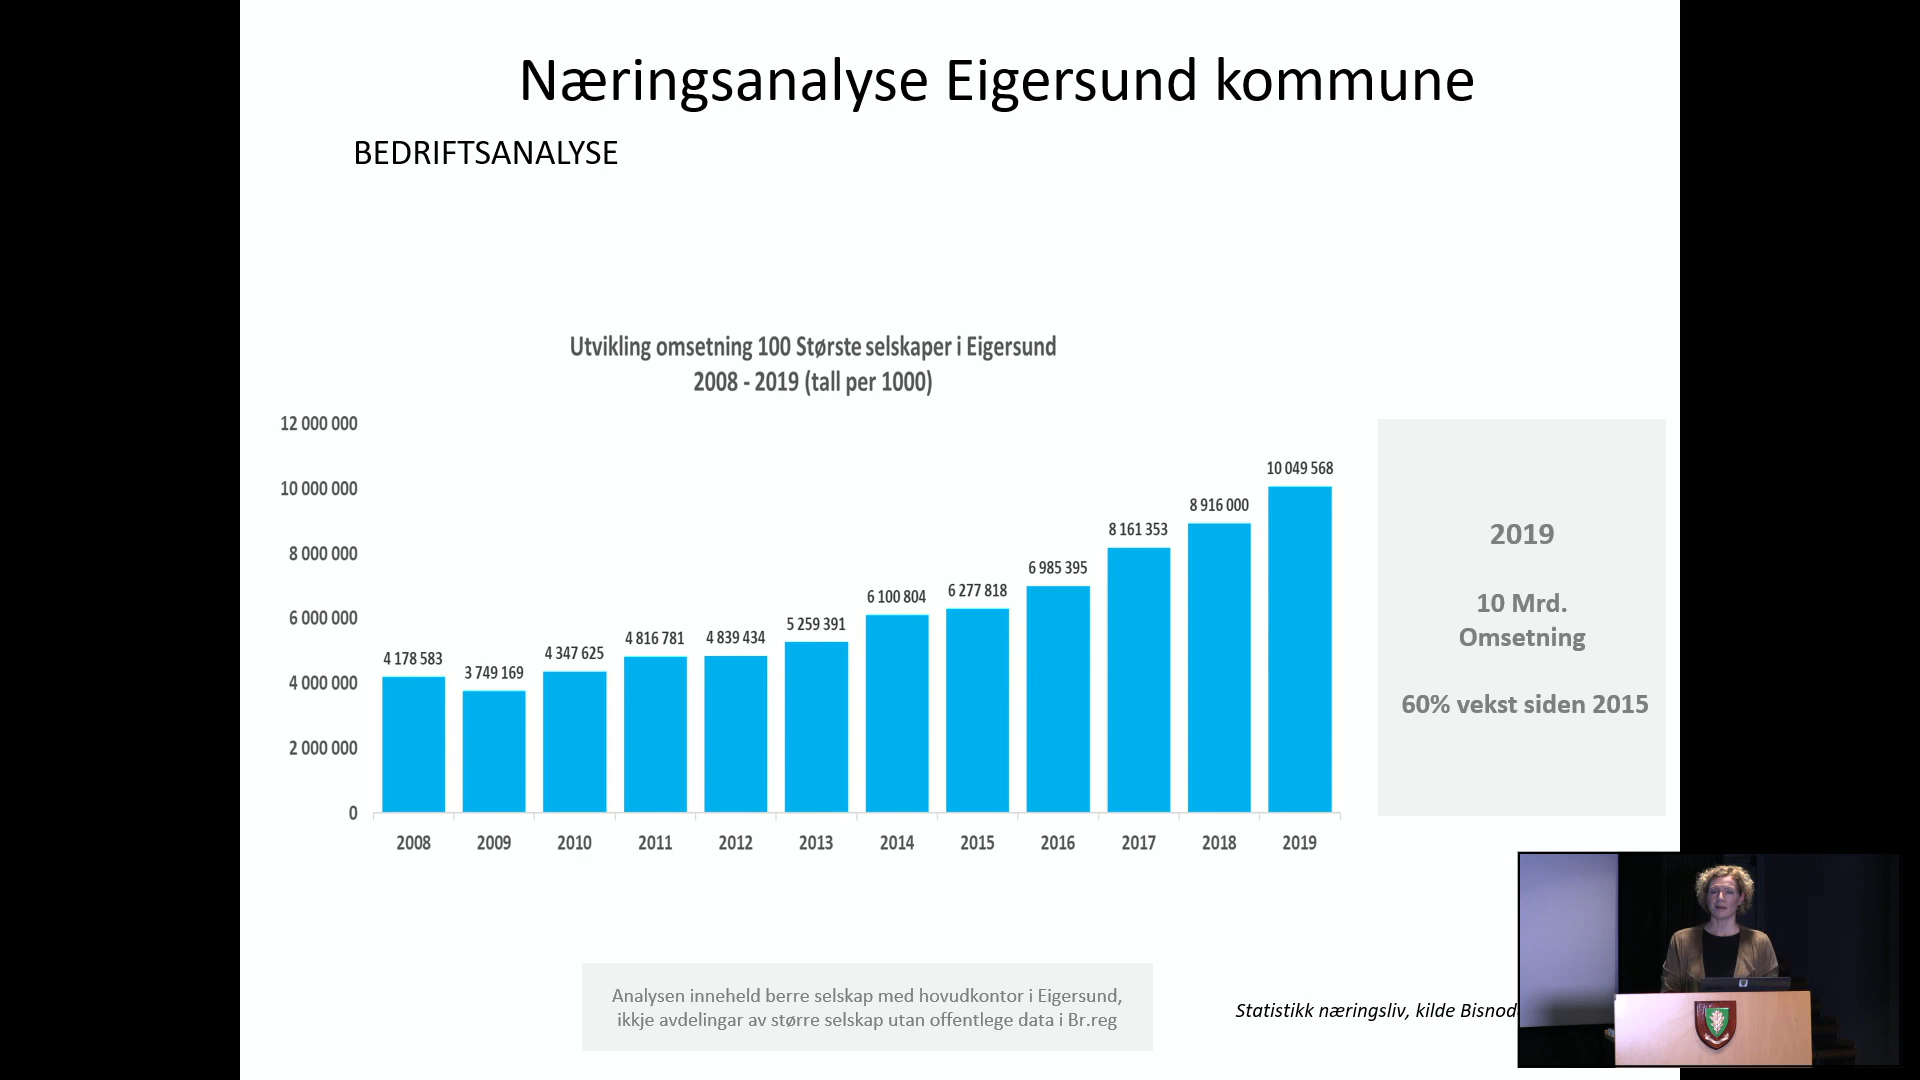 Næringsanalyse Eigersund kommune
BEDRIFTSANALYSE
Utvikling omsetning 100 Største selskaper i Eigersund
2008 - 2019 (tall per 1000)
12 000 000
10 000 000
8 000 000
6 000 000
4 000 000
2 000 000
0
4 178 583
3 749 169
4 347 625
4 816 781
4 839 434
5 259 391
6 100 804
6 277 818
6 985 395
8 161 353
8 916 000
10 049 568
2008 2009 2010 2011 2012 2013 2014 2015 2016 2017 2018 2019
2019
10 Mrd.
Omsetning
60% vekst siden 2015
Analysen inneheld berre selskap med hovudkontor i Eigersund,
ikkje avdelingar av større selskap utan offentlege data i Br.reg
Statistikk næringsliv, kilde Bisnod